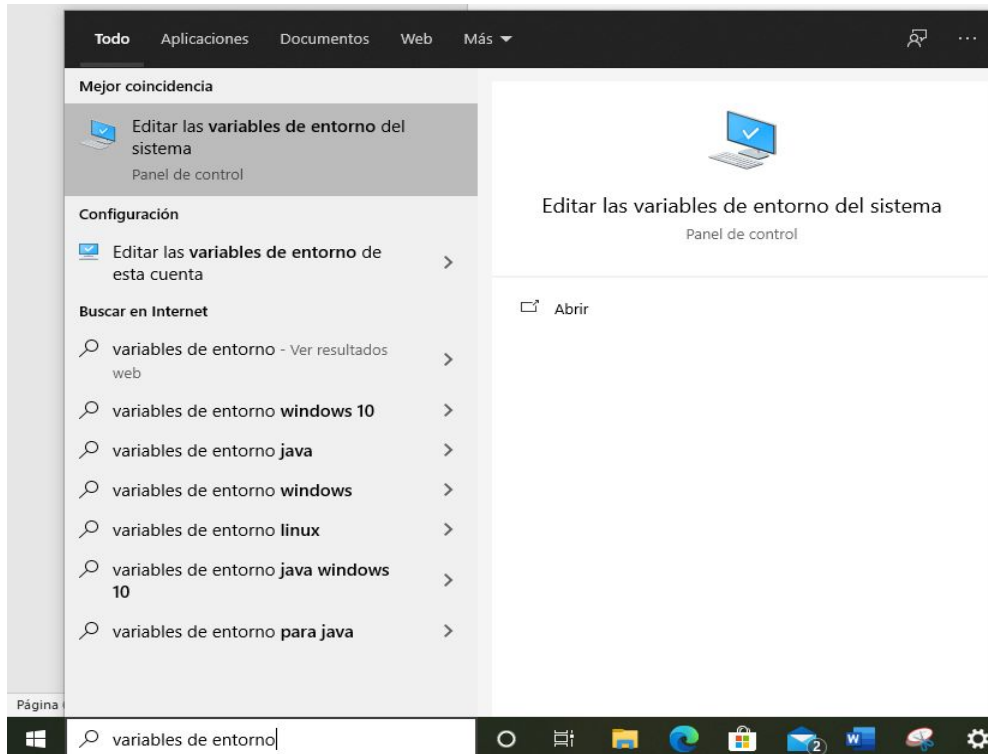 Todo Aplicaciones Documentos Web Más
Mejor coincidencia
Editar las variables de entorno del
sistema
Panel de control
Configuración
Editar las variables de entorno de
esta cuenta
Buscar en Internet
variables de entorno - Ver resultados
web
variables de entorno windows 10
variables de entorno java
variables de entorno windows
variables de entorno linux
variables de entorno java windows
10
variables de entorno para java
Editar las variables de entorno del sistema
Panel de control
Abrir
Página
variables de entorno
2
W